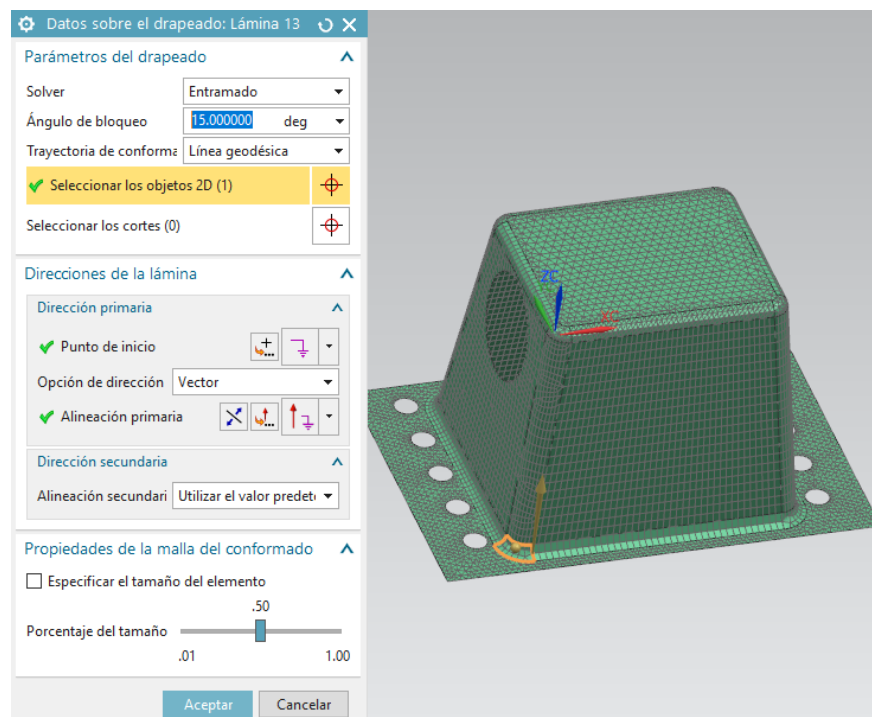 Datos sobre el drapeado: Lámina 13
Parámetros del drapeado
Solver Entramado
Ángulo de bloqueo 15.000000 deg
Trayectoria de conforma Línea geodésica
Seleccionar los objetos 2D (1)
Seleccionar los cortes (0)
Direcciones de la lámina
Dirección primaria
Punto de inicio
Opción de dirección Vector
Alineación primaria
Dirección secundaria
Alineación secundari Utilizar el valor predet
Propiedades de la malla del conformado
Especificar el tamaño del elemento
.50
Porcentaje del tamaño
.01 1.00
Aceptar Cancelar
ZC
XC